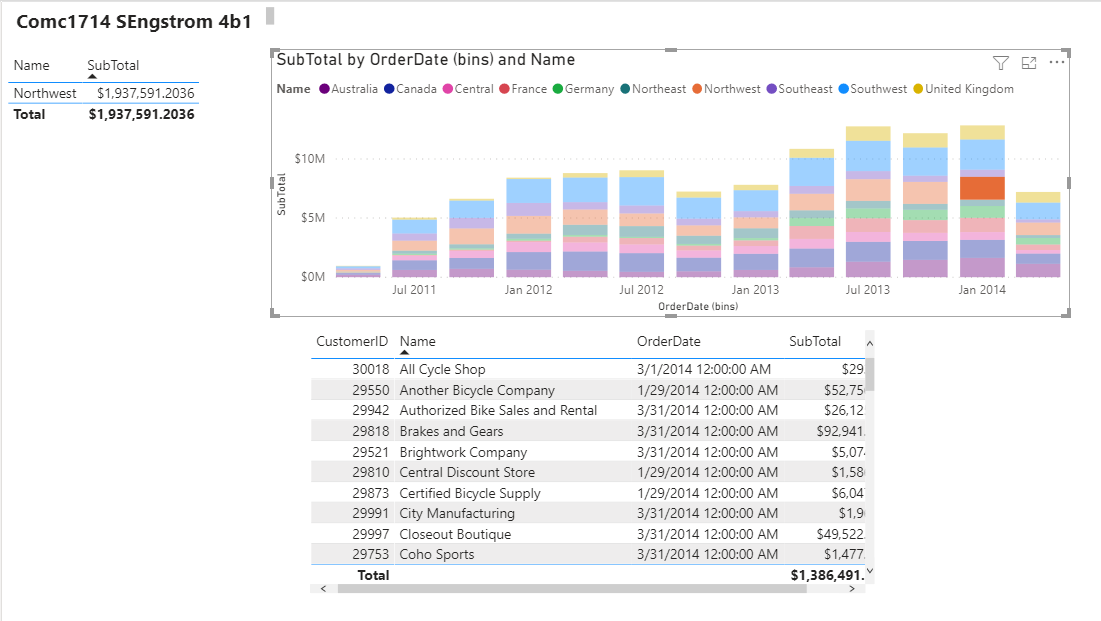 Comc1714 SEngstrom 4b1
Name SubTotal
Northwest $1,937,591.2036
Total $1,937,591.2036
SubTotal by OrderDate (bins) and Name
Name Australia Canada Central France Germany Northeast Northwest Southeast Southwest United Kingdom
$10M
$5M
$0M
SubTotal
Jul 2011 Jan 2012 Jul 2012 Jan 2013 Jul 2013 Jan 2014
OrderDate (bins)
CustomerID Name OrderDate SubTotal
30018 All Cycle Shop 3/1/2014 12:00:00 AM $29.
29550 Another Bicycle Company 1/29/2014 12:00:00 AM $52,75
29942 Authorized Bike Sales and Rental 3/31/2014 12:00:00 AM $26,12
29818 Brakes and Gears 3/31/2014 12:00:00 AM $92,941.
29521 Brightwork Company 3/31/2014 12:00:00 AM $5,07
29810 Central Discount Store 1/29/2014 12:00:00 AM $1,58
29873 Certified Bicycle Supply 1/29/2014 12:00:00 AM $6,04
29991 City Manufacturing 3/31/2014 12:00:00 AM $1,9
29997 Closeout Boutique 3/31/2014 12:00:00 AM $49,522.
29753 Coho Sports 3/31/2014 12:00:00 AM $1,477.
Total $1,386,491.